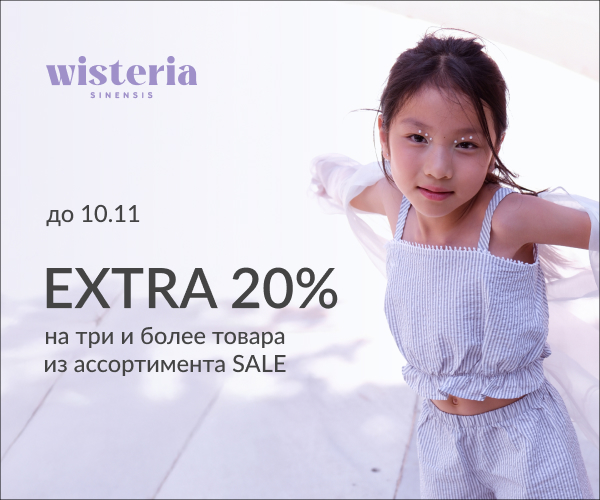 wisteria
SINENSIS
до 10.11
EXTRA 20%
на три и более товара
из ассортимента SALE